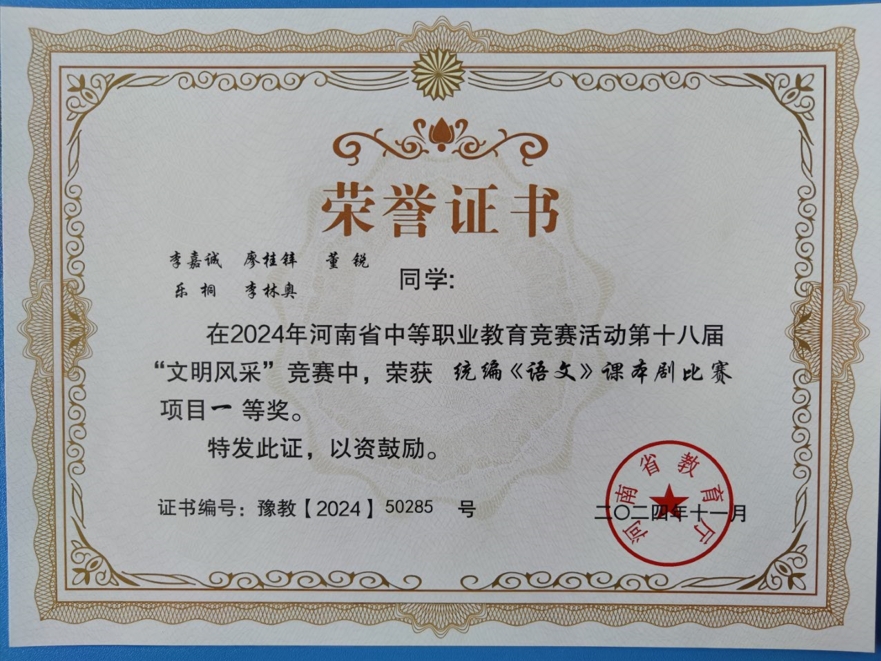 荣誉证书
李嘉诚 廖桂锌 董锐
乐桐 李林奥
同学:
在2024年河南省中等职业教育竞赛活动第十八届
“文明风采”竞赛中，荣获 统编《语文》课本剧比赛
项目一等奖。
特发此证，以资鼓励。
证书编号：豫教【2024】50285 号
二〇二四年十一月
河南省教育厅